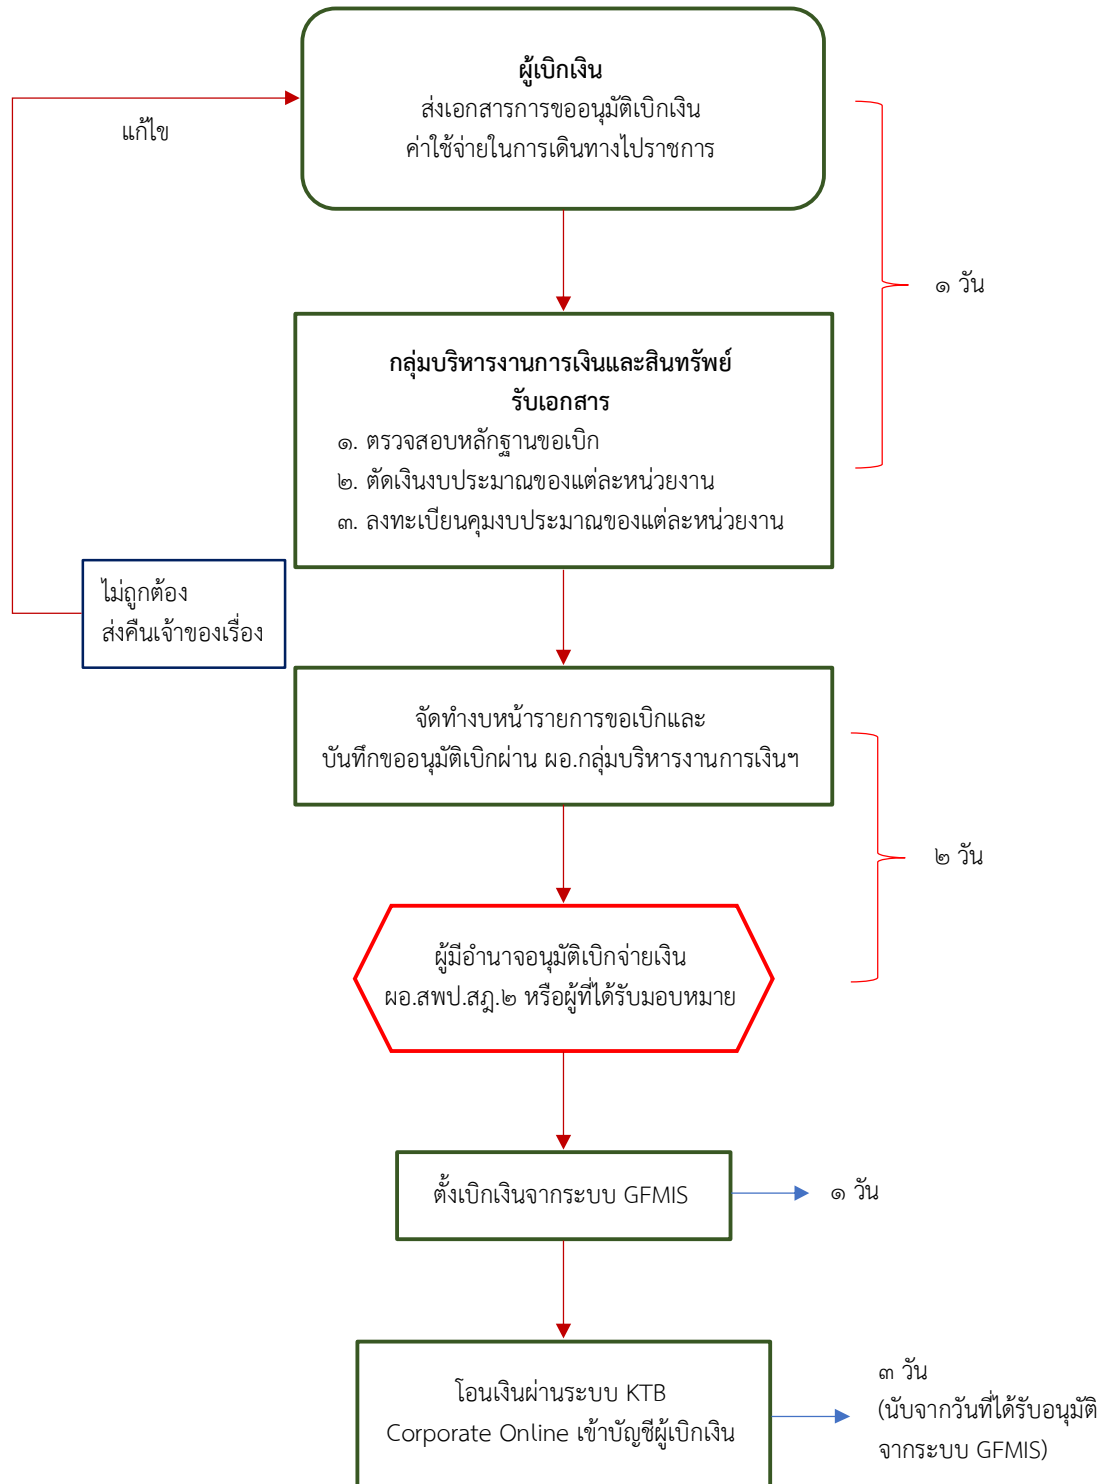 ผู้เบิกเงิน
ส่งเอกสารการขออนุมัติเบิกเงิน
ค่าใช้จ่ายในการเดินทางไปราชการ
แก้ไข
๑ วัน
กลุ่มบริหารงานการเงินและสินทรัพย์
รับเอกสาร
๑. ตรวจสอบหลักฐานขอเบิก
๒. ตัดเงินงบประมาณของแต่ละหน่วยงาน
๓. ลงทะเบียนคุมงบประมาณของแต่ละหน่วยงาน
ไม่ถูกต้อง
ส่งคืนเจ้าของเรื่อง
จัดทำงบหน้ารายการขอเบิกและ
บันทึกขออนุมัติเบิกผ่าน ผอ.กลุ่มบริหารงานการเงินฯ
๒ วัน
ผู้มีอำนาจอนุมัติเบิกจ่ายเงิน
ผอ.สพป.สฎ.๒ หรือผู้ที่ได้รับมอบหมาย
ตั้งเบิกเงินจากระบบ GFMIS
๑ วัน
โอนเงินผ่านระบบ KTB
Corporate Online เข้าบัญชีผู้เบิกเงิน
๓ วัน
(นับจากวันที่ได้รับอนุมัติ
จากระบบ GFMIS)